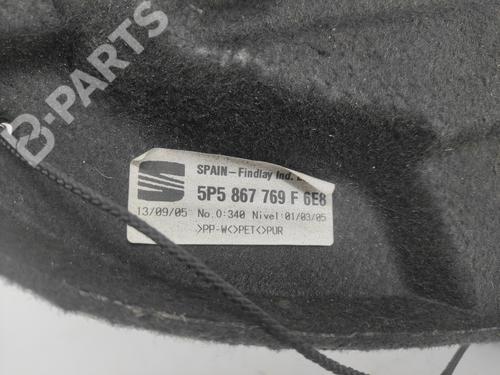 B-PARTS
SPAIN-Findlay Ind.
5P5 867 769 F 6E8
13/09/05 No.O:340 Nivel:01/03/05
>PP-W<>PET<>PUR